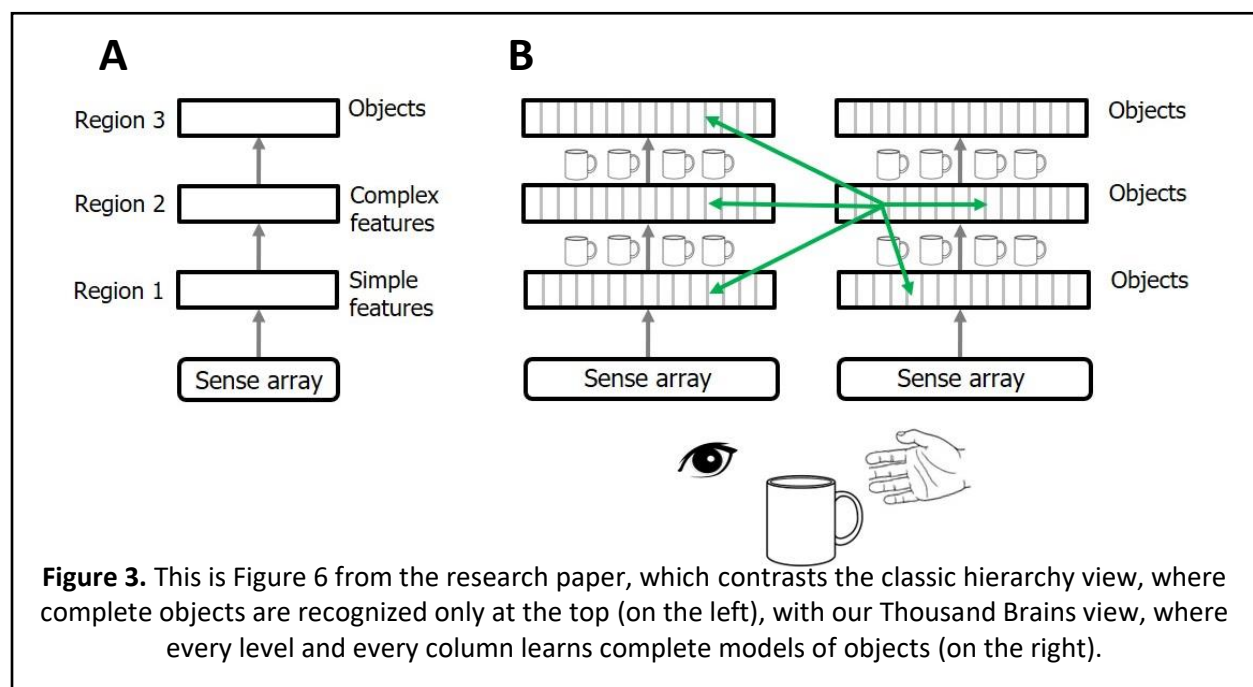 A
B
Region 3
Objects
Objects
Objects
Region 2
Complex
features
Objects
Region 1
Simple
features
Objects
Sense array
Sense array
Sense array
Figure 3. This is Figure 6 from the research paper, which contrasts the classic hierarchy view, where
complete objects are recognized only at the top (on the left), with our Thousand Brains view, where
every level and every column learns complete models of objects (on the right).